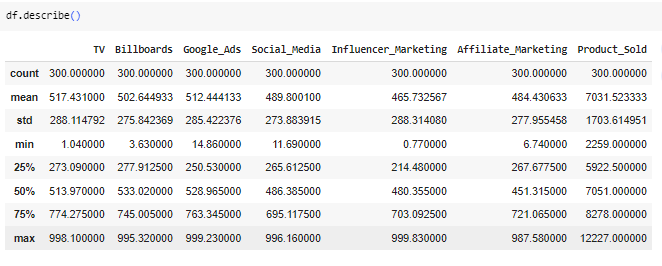 df.describe()
TV Billboards Google_Ads Social_Media Influencer_Marketing Affiliate_Marketing Product_Sold
count 300.000000 300.000000 300.000000 300.000000 300.000000 300.000000 300.000000
mean 517.431000 502.644933 512.444133 489.800100 465.732567 484.430633 7031.523333
std 288.114792 275.842369 285.422376 273.883915 288.314080 277.955458 1703.614951
min 1.040000 3.630000 14.860000 11.690000 0.770000 6.740000 2259.000000
25% 273.090000 277.912500 250.530000 265.612500 214.480000 267.677500 5922.500000
50% 513.970000 533.020000 528.965000 486.385000 480.355000 451.315000 7051.000000
75% 774.275000 745.005000 763.345000 695.117500 703.092500 721.065000 8278.000000
max 998.100000 995.320000 999.230000 996.160000 999.830000 987.580000 12227.000000